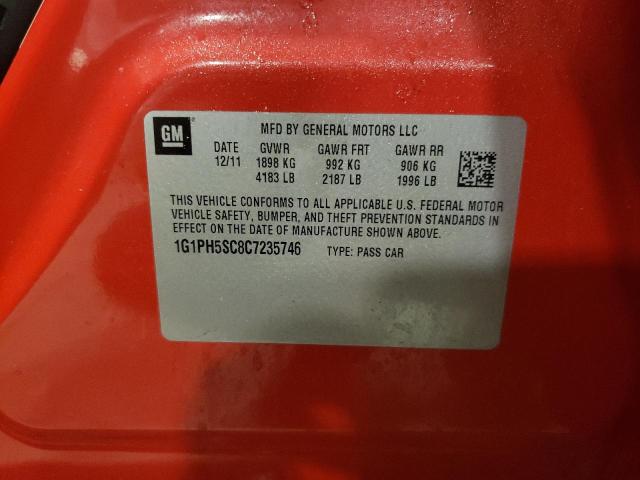 GM
MFD BY GENERAL MOTORS LLC
DATE GVWR GAWR FRT GAWR RR
12/11 1898 KG 992 KG 906 KG
4183 LB 2187 LB 1996 LB
THIS VEHICLE CONFORMS TO ALL APPLICABLE U.S. FEDERAL MOTOR
VEHICLE SAFETY, BUMPER, AND THEFT PREVENTION STANDARDS IN
EFFECT ON THE DATE OF MANUFACTURE SHOWN ABOVE.
1G1PH5SC8C7235746 TYPE: PASS CAR